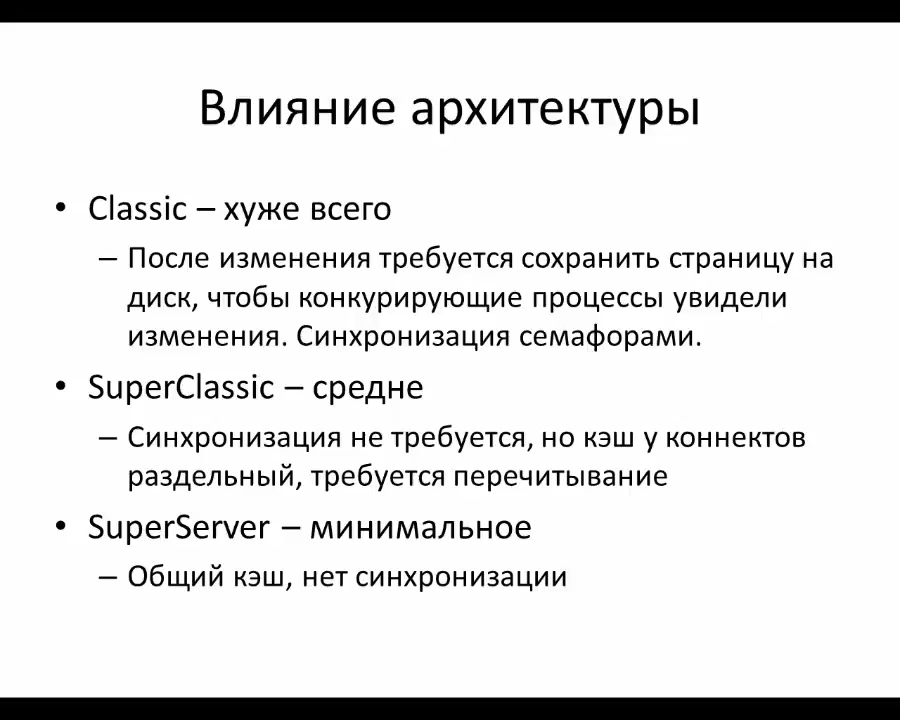 Влияние архитектуры
• Classic – хуже всего
– После изменения требуется сохранить страницу на
диск, чтобы конкурирующие процессы увидели
изменения. Синхронизация семафорами.
• SuperClassic – средне
– Синхронизация не требуется, но кэш у коннектов
раздельный, требуется перечитывание
• SuperServer – минимальное
– Общий кэш, нет синхронизации